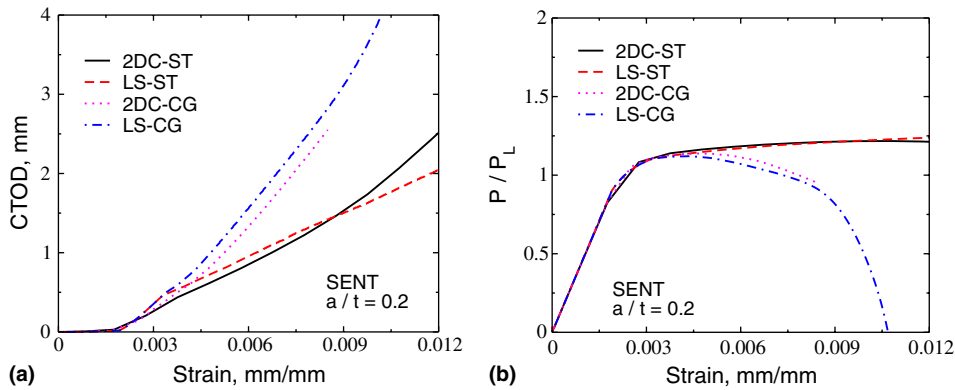 4
3
2
1
0
CTOD, mm
2DC-ST
LS-ST
2DC-CG
LS-CG
SENT
a / t = 0.2
0
0.003
0.006
0.009
0.012
Strain, mm/mm
(a)
2
1.5
1
0.5
0
P / P_L
2DC-ST
LS-ST
2DC-CG
LS-CG
SENT
a / t = 0.2
0
0.003
0.006
0.009
0.012
Strain, mm/mm
(b)